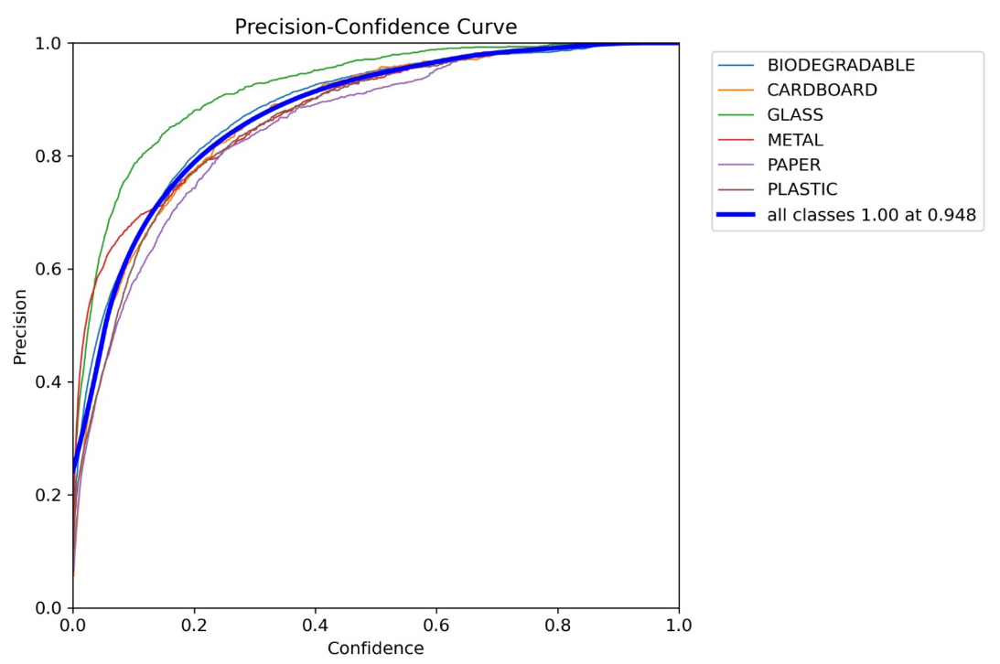 Precision-Confidence Curve
1.0
0.8
0.6
0.4
0.2
0.0
Precision
0.0 0.2 0.4 0.6 0.8 1.0
Confidence
BIODEGRADABLE
CARDBOARD
GLASS
METAL
PAPER
PLASTIC
all classes 1.00 at 0.948